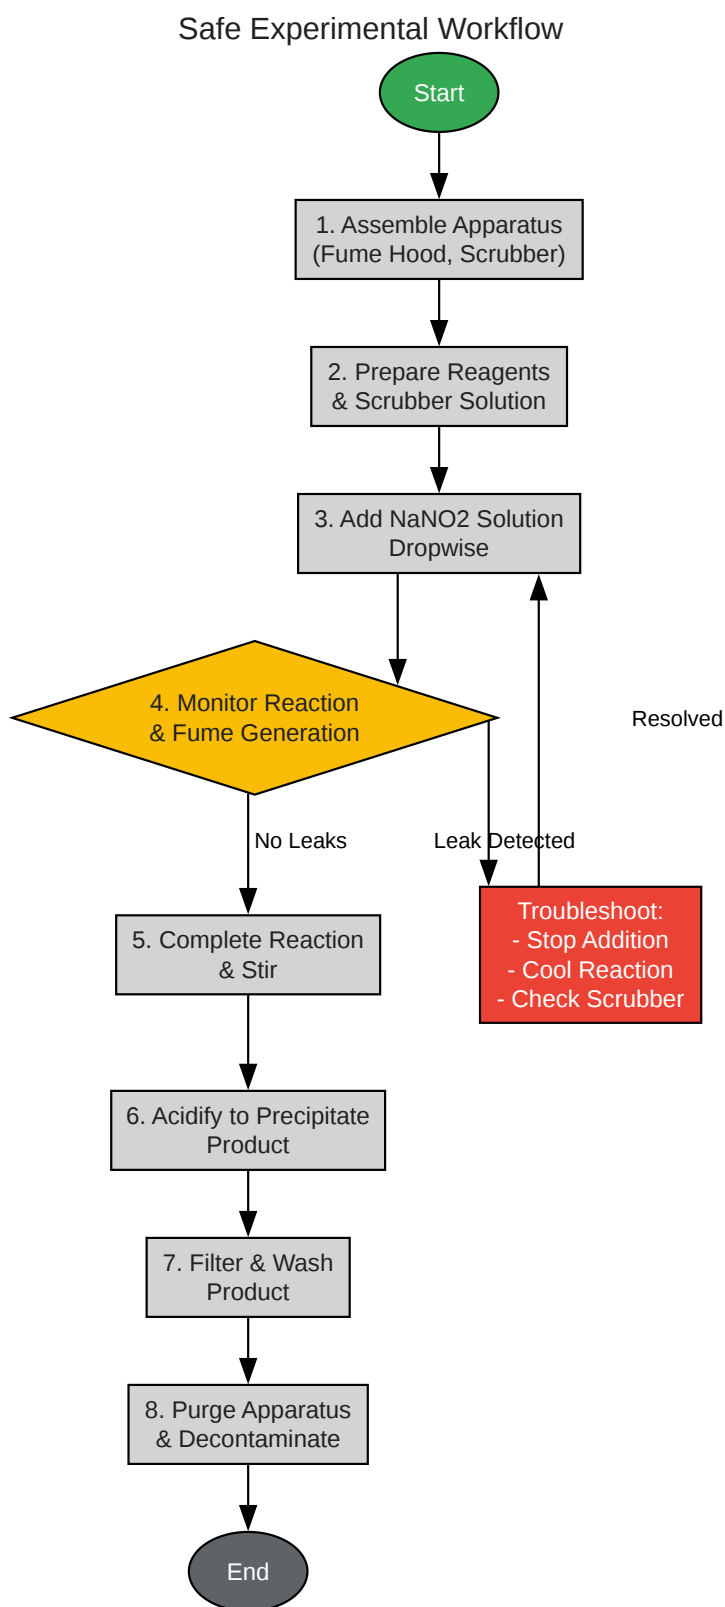 Safe Experimental Workflow
Start
1. Assemble Apparatus
(Fume Hood, Scrubber)
2. Prepare Reagents
& Scrubber Solution
3. Add NaNO2 Solution
Dropwise
4. Monitor Reaction
& Fume Generation
Resolved
No Leaks
Leak Detected
Troubleshoot:
- Stop Addition
- Cool Reaction
- Check Scrubber
5. Complete Reaction
& Stir
6. Acidify to Precipitate
Product
7. Filter & Wash
Product
8. Purge Apparatus
& Decontaminate
End